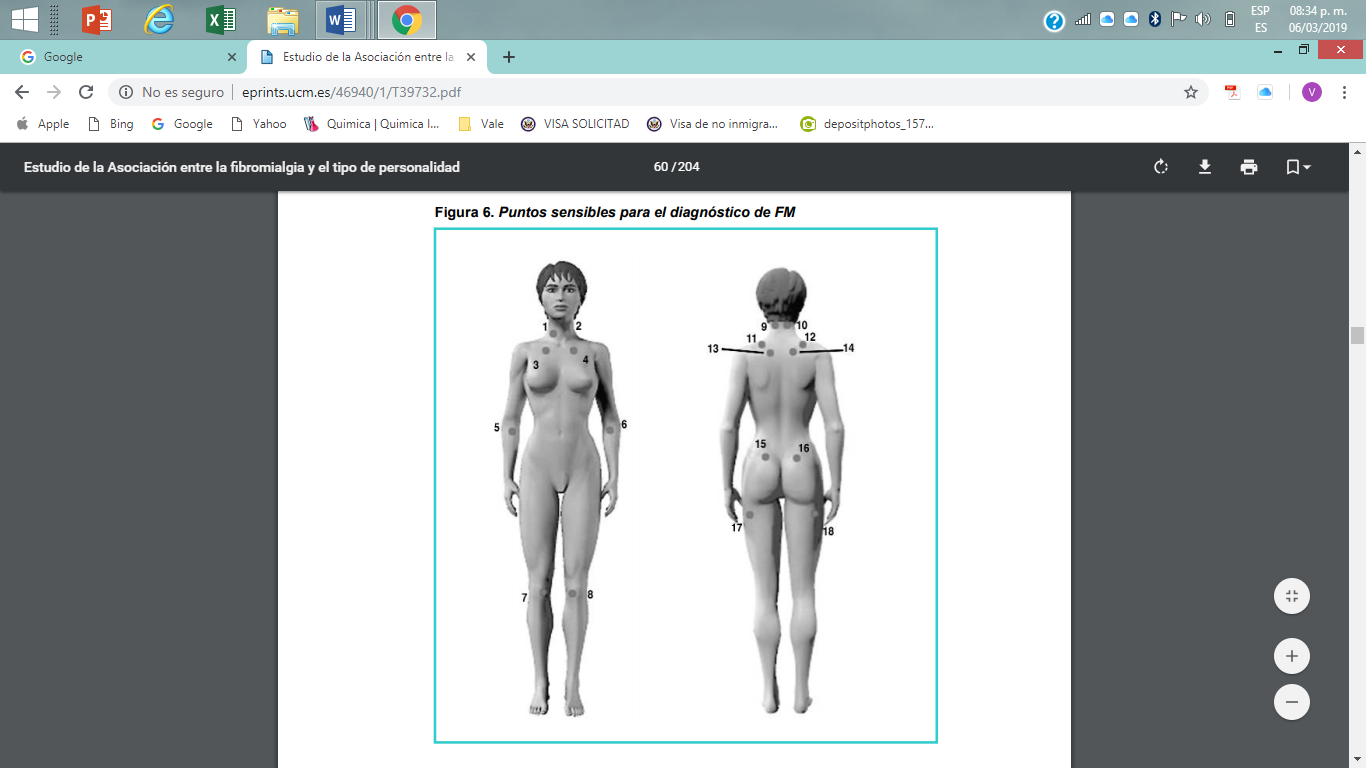 ESP
08:34 p. m.
ES
06/03/2019
Google
Estudio de la Asociación entre la
No es seguro
eprints.ucm.es/46940/1/T39732.pdf
V
Apple
Bing
Google
Yahoo
Quimica | Quimica I...
Vale
VISA SOLICITAD
Visa de no inmigra...
depositphotos_157...
Estudio de la Asociación entre la fibromialgia y el tipo de personalidad
60 / 204
Figura 6. Puntos sensibles para el diagnóstico de FM
1
2
3
4
5
6
7
8
9
10
11
12
13
14
15
16
17
18